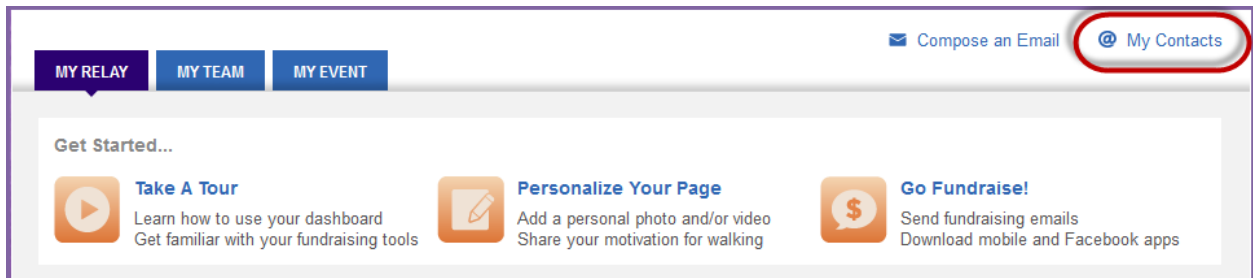 Compose an Email @ My Contacts
MY RELAY MY TEAM MY EVENT
Get Started...
Take A Tour
Learn how to use your dashboard
Get familiar with your fundraising tools
Personalize Your Page
Add a personal photo and/or video
Share your motivation for walking
$
Go Fundraise!
Send fundraising emails
Download mobile and Facebook apps